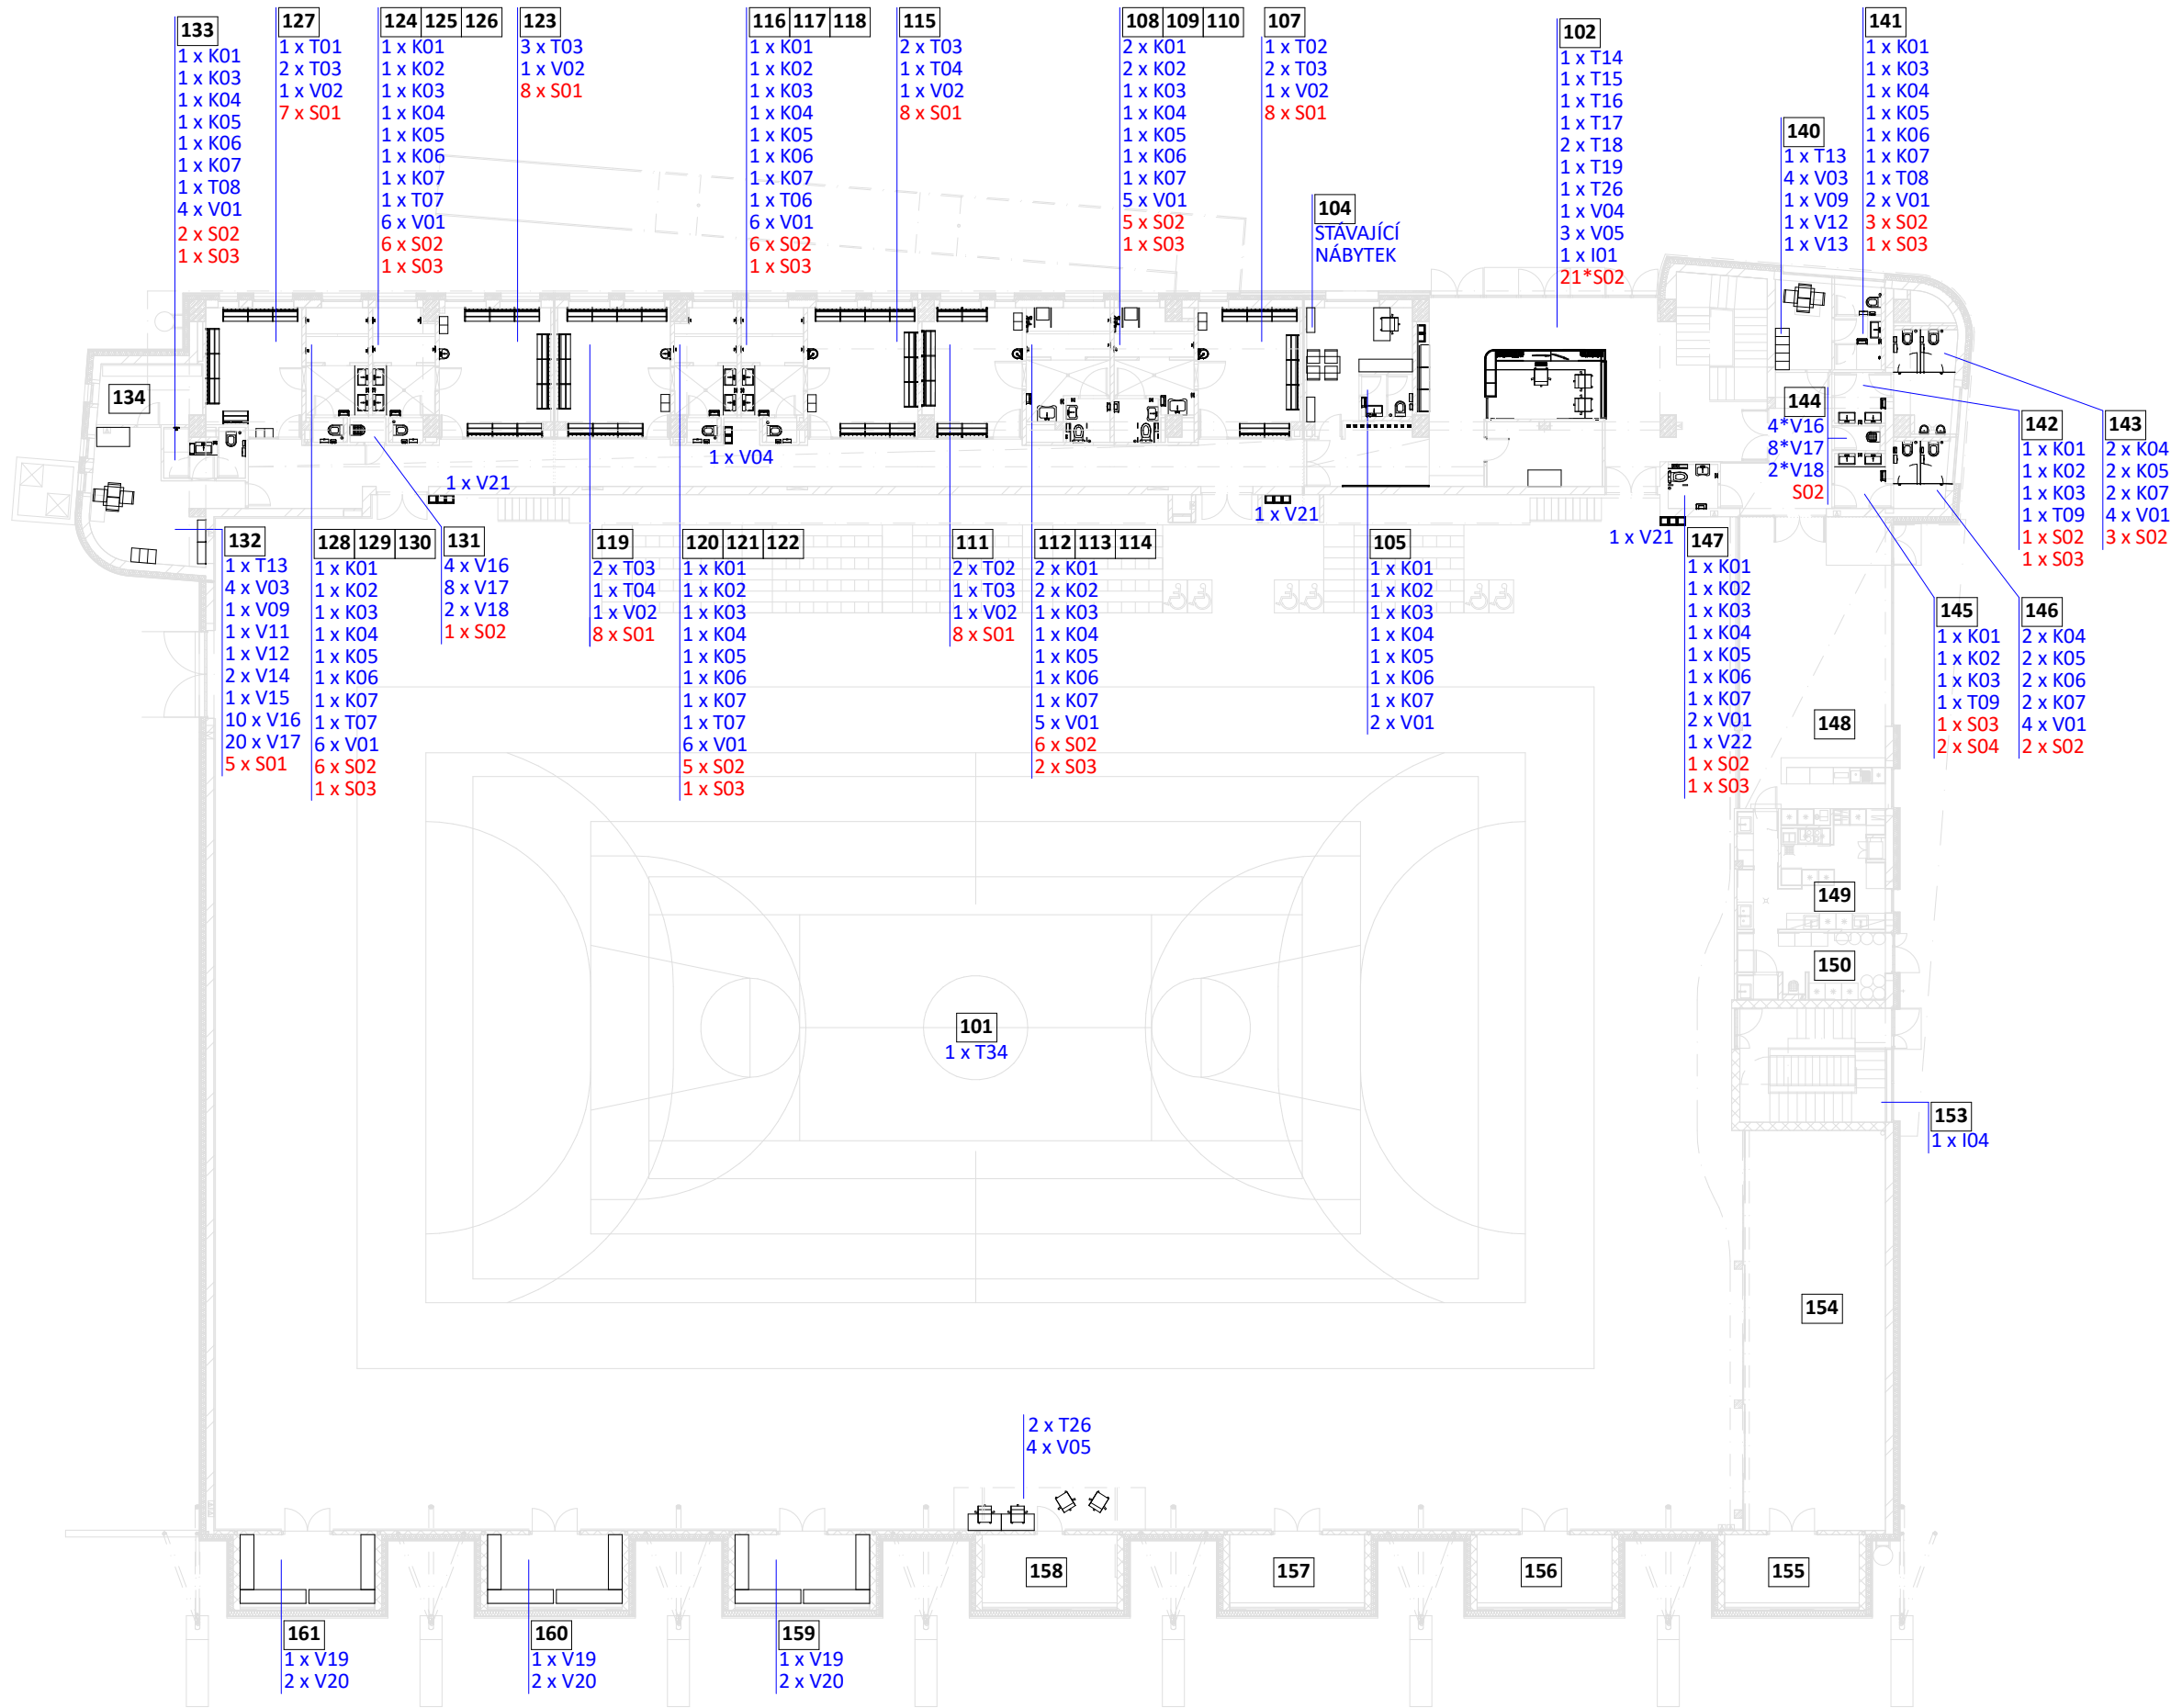 133
1 x K01
1 x K03
1 x K04
1 x K05
1 x K06
1 x K07
1 x T08
4 x V01
2 x S02
1 x S03
127
1 x T01
2 x T03
1 x V02
7 x S01
124 125 126
1 x K01
1 x K02
1 x K03
1 x K04
1 x K05
1 x K06
1 x K07
1 x T07
6 x V01
6 x S02
1 x S03
123
3 x T03
1 x V02
8 x S01
116 117 118
1 x K01
1 x K02
1 x K03
1 x K04
1 x K05
1 x K06
1 x K07
1 x T06
6 x V01
6 x S02
1 x S03
115
2 x T03
1 x T04
1 x V02
8 x S01
108 109 110
2 x K01
2 x K02
1 x K03
1 x K04
1 x K05
1 x K06
1 x K07
5 x V01
5 x S02
1 x S03
107
1 x T02
2 x T03
1 x V02
8 x S01
104
STÁVAJÍCÍ
NÁBYTEK
102
1 x T14
1 x T15
1 x T16
1 x T17
2 x T18
1 x T19
1 x T26
1 x V04
3 x V05
1 x I01
21*S02
140
1 x T13
4 x V03
1 x V09
1 x V12
1 x V13
141
1 x K01
1 x K03
1 x K04
1 x K05
1 x K06
1 x K07
1 x T08
2 x V01
3 x S02
1 x S03
134
144
4*V16
8*V17
2*V18
S02
142
1 x K01
1 x K02
1 x K03
1 x T09
1 x S02
1 x S03
143
2 x K04
2 x K05
2 x K07
4 x V01
3 x S02
1 x V04
1 x V21
1 x V21
1 x V21
132
1 x T13
4 x V03
1 x V09
1 x V11
1 x V12
2 x V14
1 x V15
10 x V16
20 x V17
5 x S01
128 129 130
1 x K01
1 x K02
1 x K03
1 x K04
1 x K05
1 x K06
1 x K07
1 x T07
6 x V01
6 x S02
1 x S03
131
4 x V16
8 x V17
2 x V18
1 x S02
119
2 x T03
1 x T04
1 x V02
8 x S01
120 121 122
1 x K01
1 x K02
1 x K03
1 x K04
1 x K05
1 x K06
1 x K07
1 x T07
6 x V01
5 x S02
1 x S03
111
2 x T02
1 x T03
1 x V02
8 x S01
112 113 114
2 x K01
2 x K02
1 x K03
1 x K04
1 x K05
1 x K06
1 x K07
5 x V01
6 x S02
2 x S03
105
1 x K01
1 x K02
1 x K03
1 x K04
1 x K05
1 x K06
1 x K07
2 x V01
147
1 x K01
1 x K02
1 x K03
1 x K04
1 x K05
1 x K06
1 x K07
2 x V01
1 x V22
1 x S02
1 x S03
145
1 x K01
1 x K02
1 x K03
1 x T09
1 x S03
2 x S04
146
2 x K04
2 x K05
2 x K06
2 x K07
4 x V01
2 x S02
148
149
150
101
1 x T34
153
1 x I04
154
2 x T26
4 x V05
158
157
156
155
161
1 x V19
2 x V20
160
1 x V19
2 x V20
159
1 x V19
2 x V20